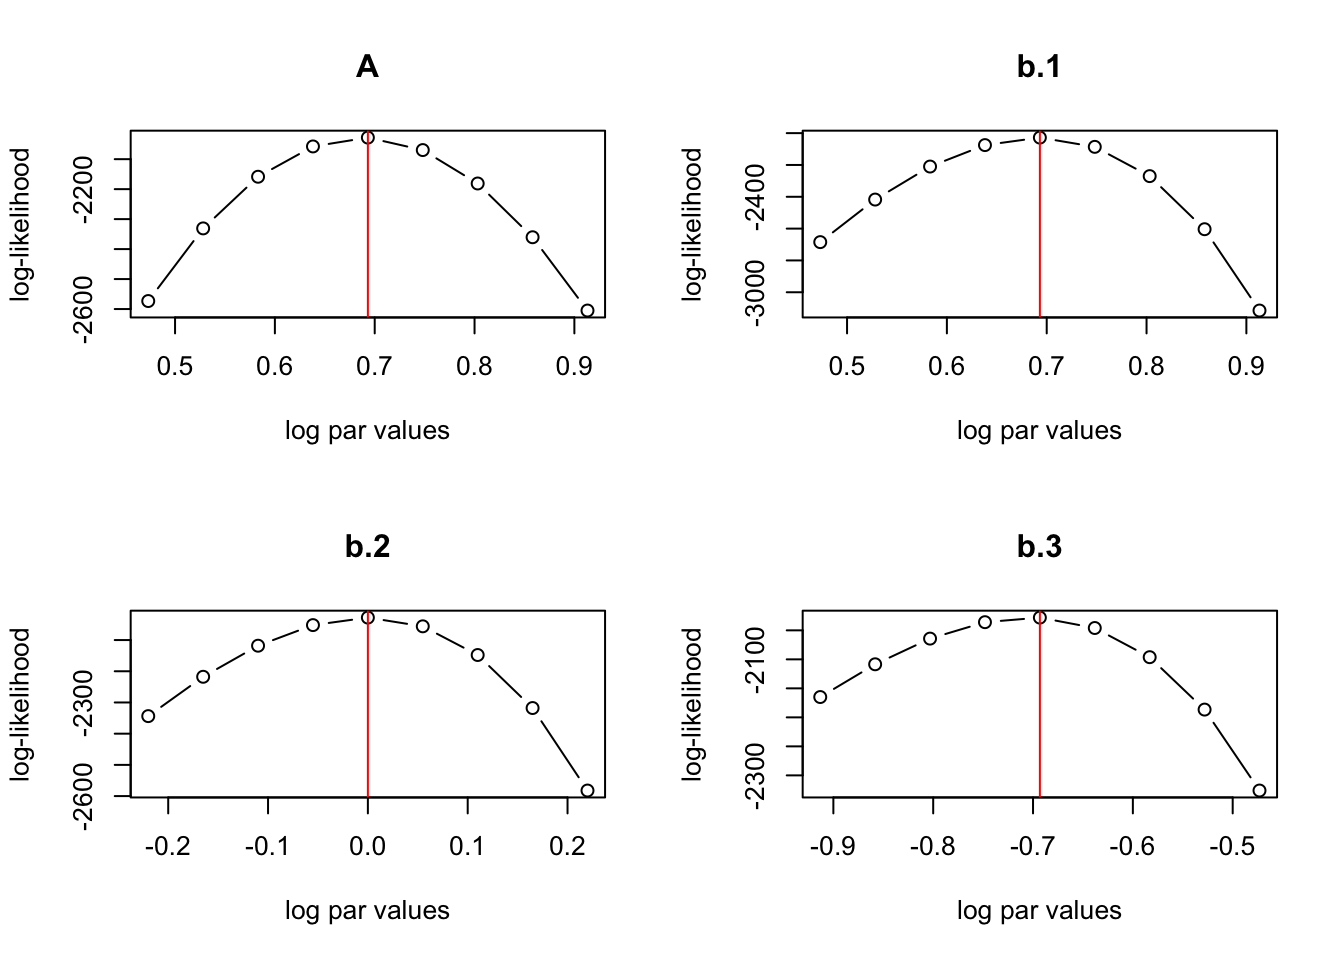 A
log-likelihood
-2200
-2600
0.5 0.6 0.7 0.8 0.9
log par values
b.1
log-likelihood
-2400
-3000
0.5 0.6 0.7 0.8 0.9
log par values
b.2
log-likelihood
-2300
-2600
-0.2 -0.1 0.0 0.1 0.2
log par values
b.3
log-likelihood
-2100
-2300
-0.9 -0.8 -0.7 -0.6 -0.5
log par values